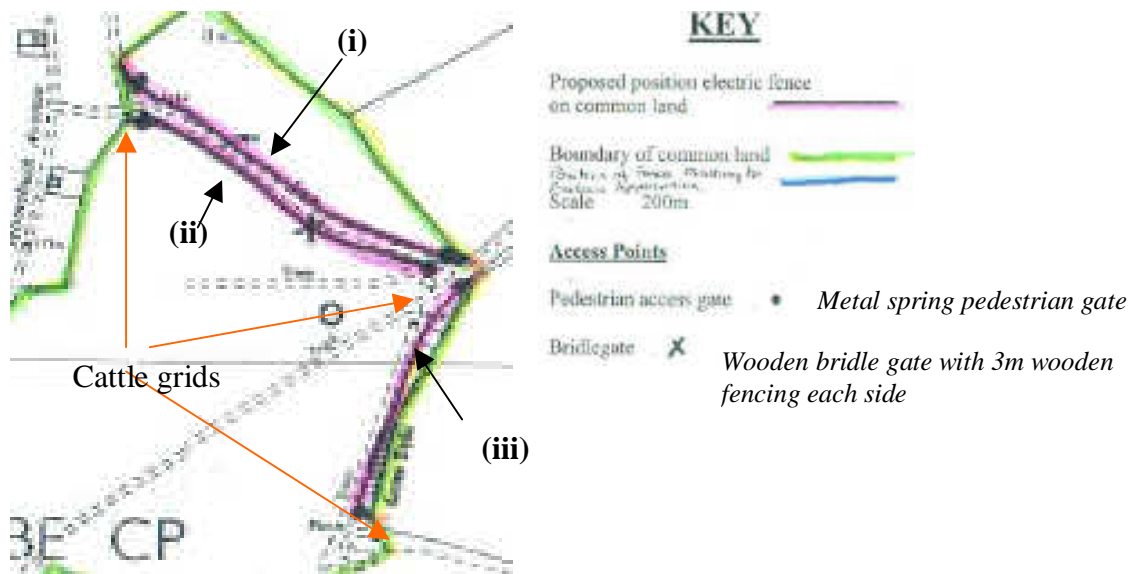 (i)
(ii)
(iii)
Cattle grids
BE CP
KEY
Proposed position electric fence
on common land
Boundary of common land
Scale 200m
Access Points
Pedestrian access gate
Metal spring pedestrian gate
Bridlegate X
Wooden bridle gate with 3m wooden
fencing each side